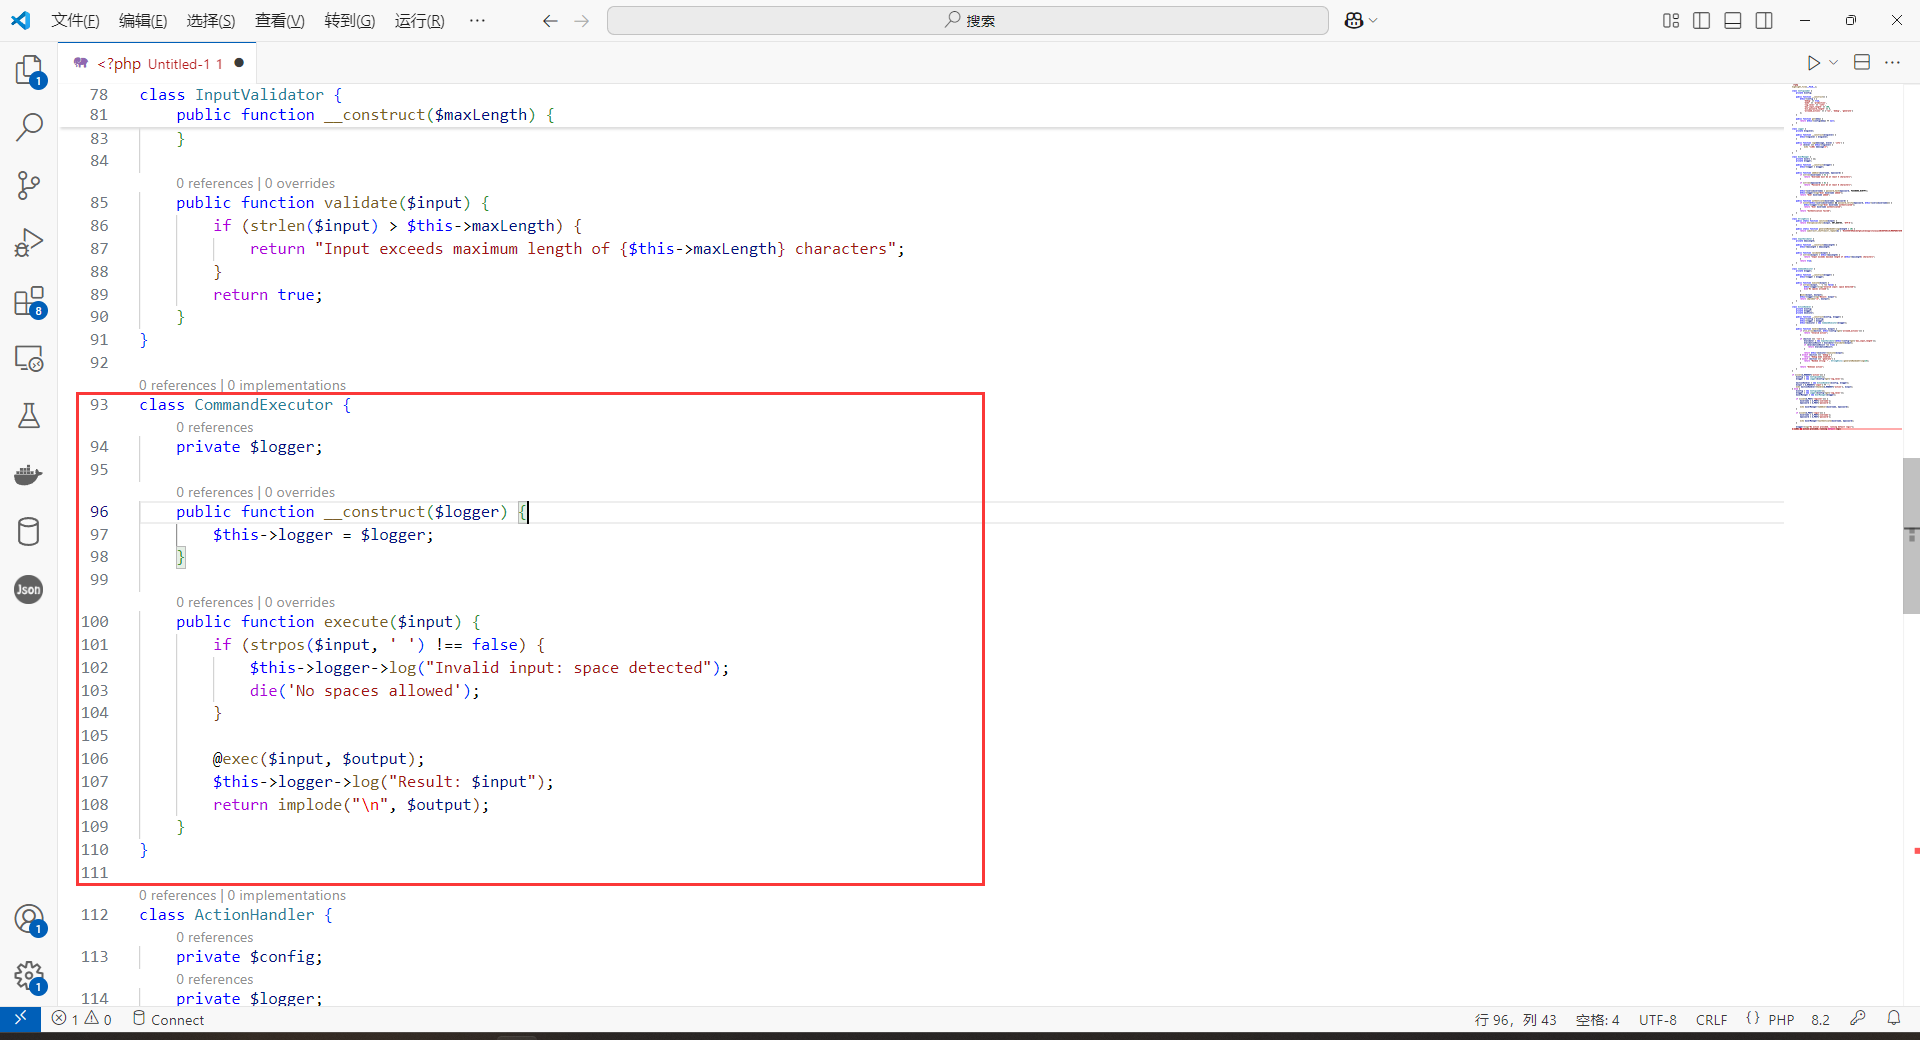 文件(F) 编辑(E) 选择(S) 查看(V) 转到(G) 运行(R) ··· 搜索
<?php Untitled-1 1
78 class InputValidator {
81 public function __construct($maxLength) {
83 }
84
0 references | 0 overrides
85 public function validate($input) {
86 if (strlen($input) > $this->maxLength) {
87 return "Input exceeds maximum length of {$this->maxLength} characters";
88 }
89 return true;
90 }
91 }
92
0 references | 0 implementations
93 class CommandExecutor {
0 references
94 private $logger;
95
0 references | 0 overrides
96 public function __construct($logger) {
97 $this->logger = $logger;
98 }
99
0 references | 0 overrides
100 public function execute($input) {
101 if (strpos($input, ' ') !== false) {
102 $this->logger->log("Invalid input: space detected");
103 die('No spaces allowed');
104 }
105
106 @exec($input, $output);
107 $this->logger->log("Result: $input");
108 return implode("\n", $output);
109 }
110 }
111
0 references | 0 implementations
112 class ActionHandler {
0 references
113 private $config;
0 references
114 private $logger;
1
8
Json
1
1
1 0 Connect 行 96，列 43 空格: 4 UTF-8 CRLF {} PHP 8.2